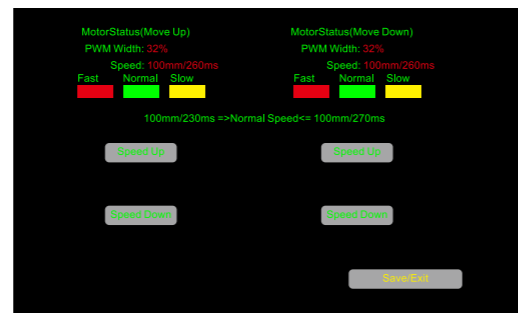 MotorStatus(Move Up) MotorStatus(Move Down)
PWM Width: 32% PWM Width: 32%
Speed: 100mm/260ms Speed: 100mm/260ms
Fast Normal Slow Fast Normal Slow
100mm/230ms =>Normal Speed<= 100mm/270ms
Speed Up Speed Up
Speed Down Speed Down
Save/Exit